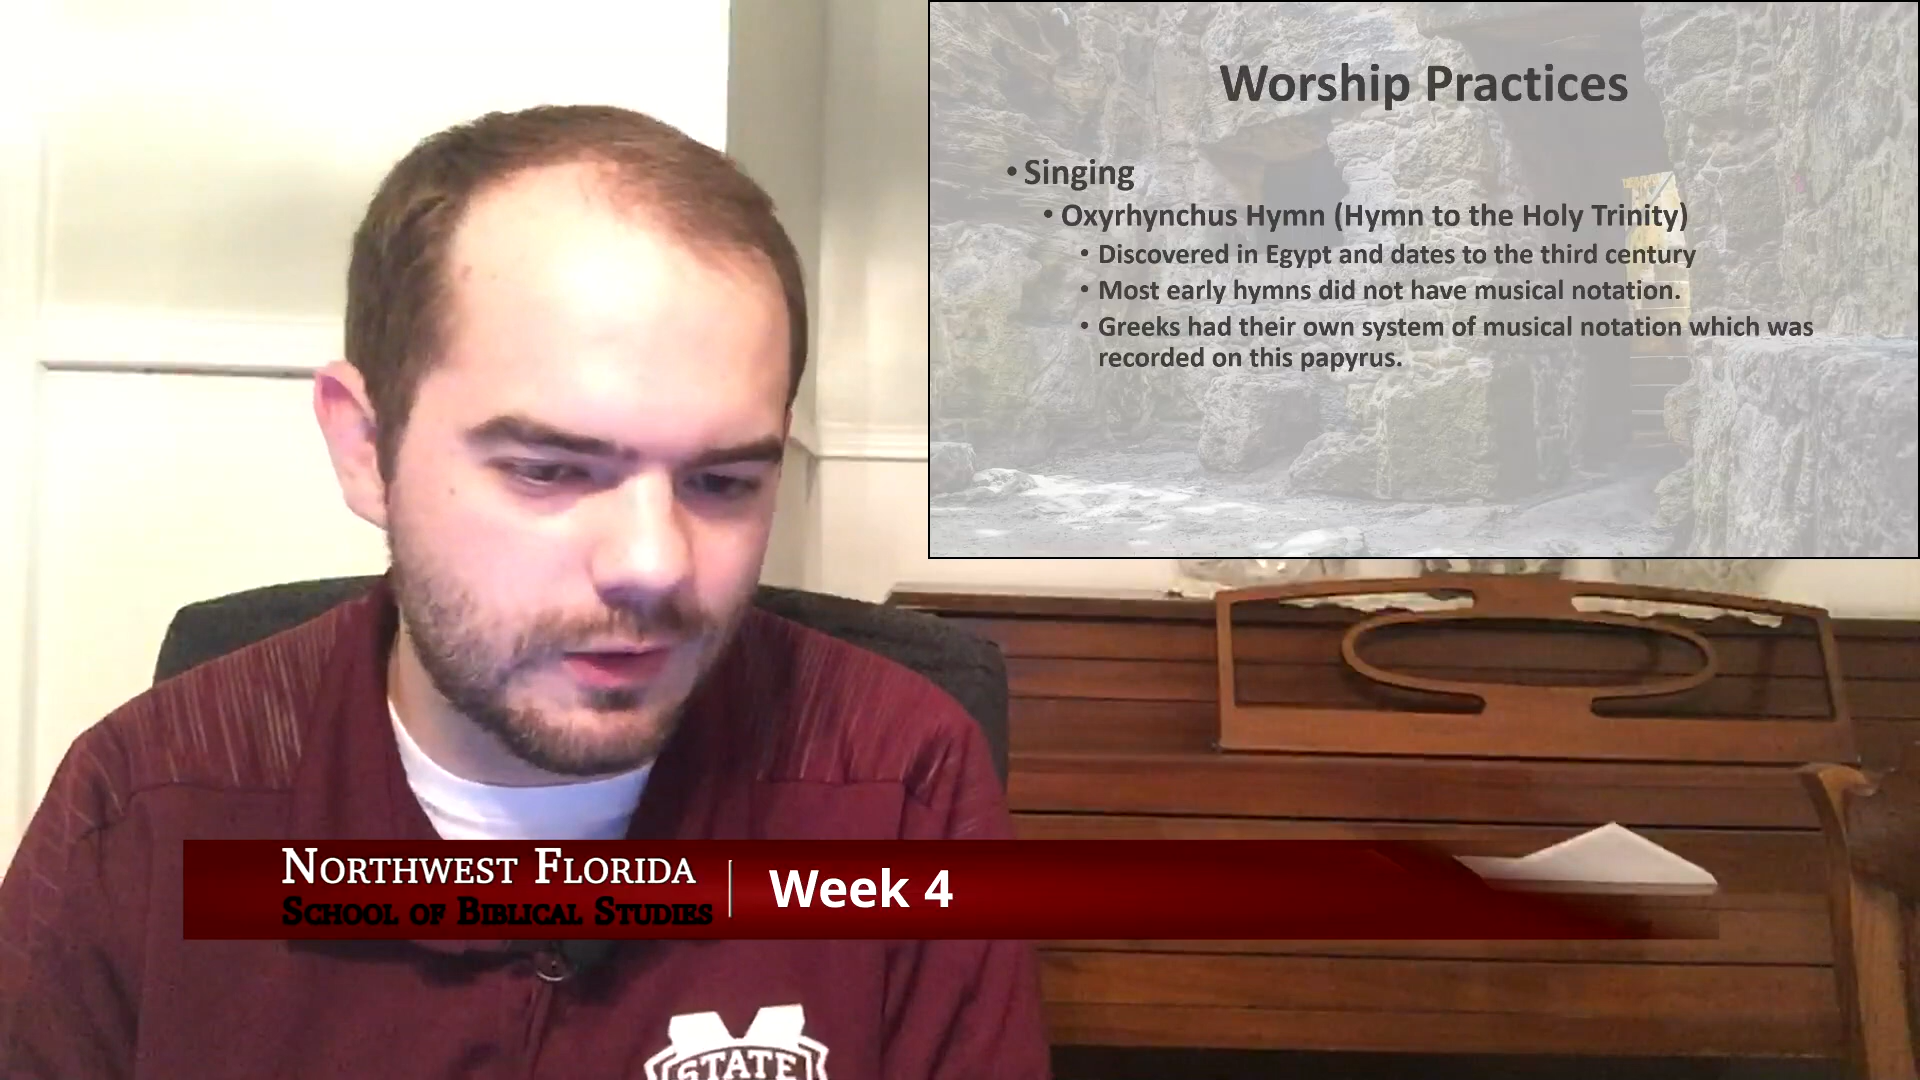 Worship Practices
• Singing
• Oxyrhynchus Hymn (Hymn to the Holy Trinity)
• Discovered in Egypt and dates to the third century
• Most early hymns did not have musical notation.
• Greeks had their own system of musical notation which was
recorded on this papyrus.
Northwest Florida
School of Biblical Studies
Week 4
M
STATE